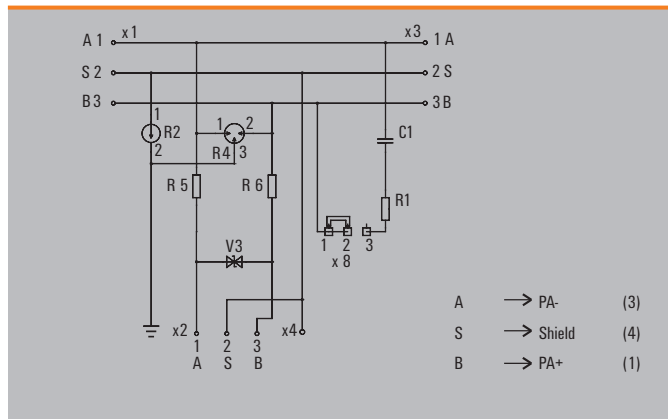 A 1 x1 x3 1 A
S 2 2 S
B 3 3 B
1 1 2 C1
R2
2 R4 3
R 5 R 6 R1
V3 1 2 3
x 8
A PA- (3)
x2 x4 S Shield (4)
1 2 3
A S B B PA+ (1)